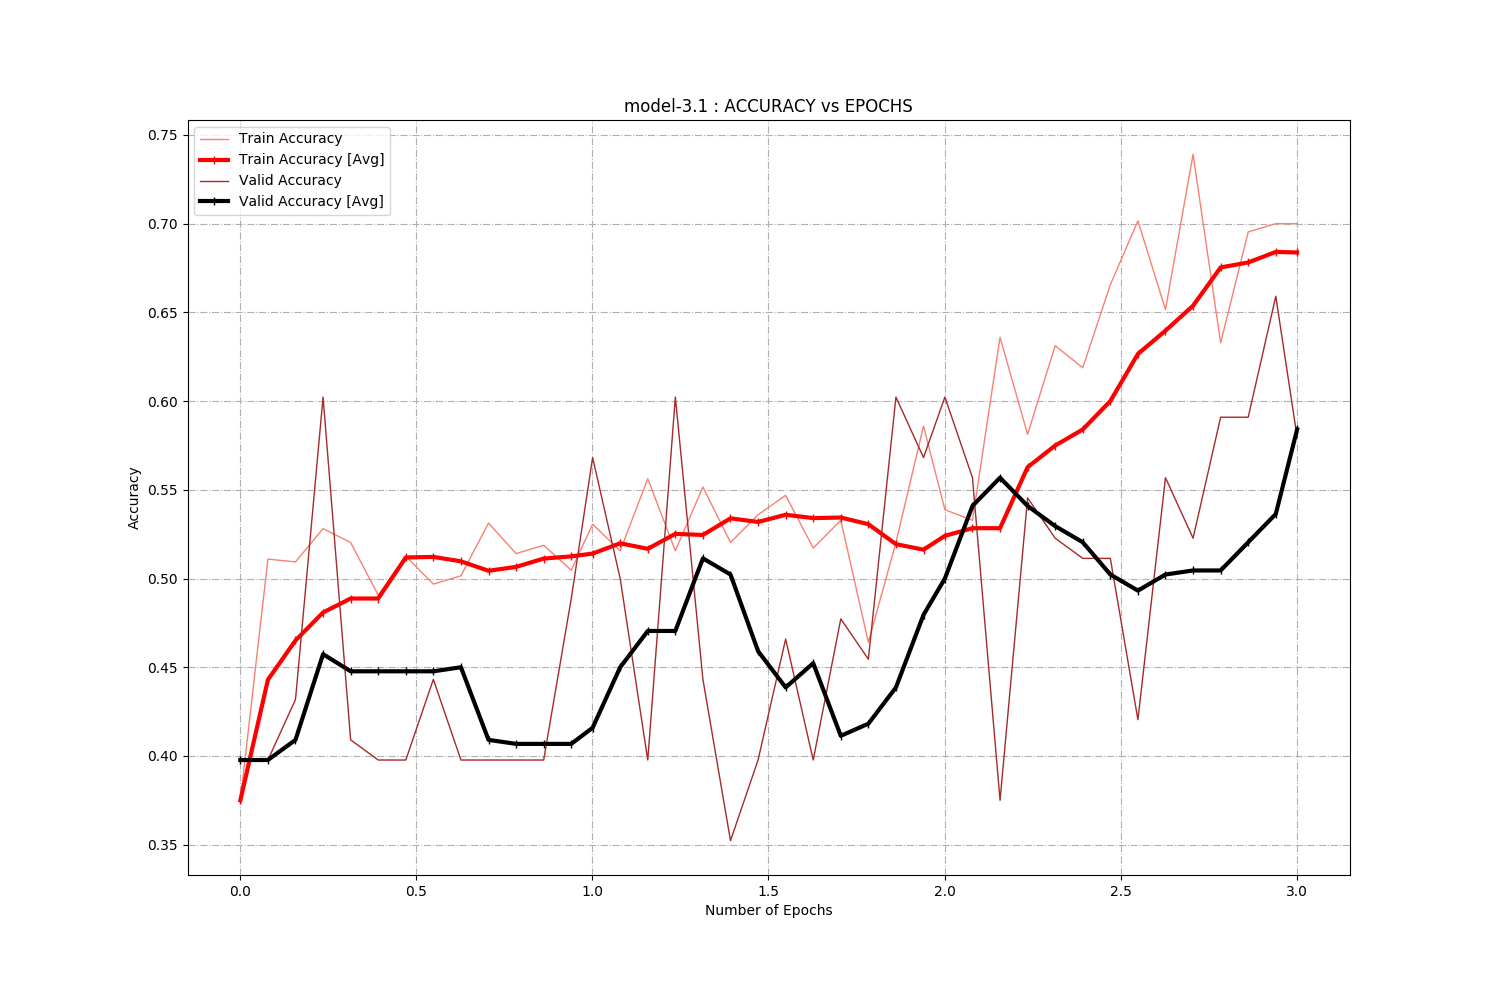 model-3.1 : ACCURACY vs EPOCHS
Train Accuracy
Train Accuracy [Avg]
Valid Accuracy
Valid Accuracy [Avg]
0.75
0.70
0.65
0.60
0.55
0.50
0.45
0.40
0.35
Accuracy
0.0 0.5 1.0 1.5 2.0 2.5 3.0
Number of Epochs